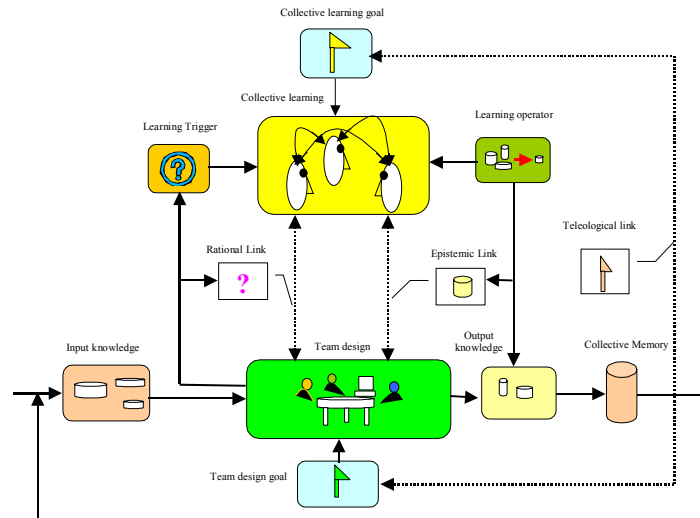 Collective learning goal
Collective learning
Learning operator
Learning Trigger
?
Teleological link
Rational Link
Epistemic Link
?
Team design
Output
knowledge
Input knowledge
Collective Memory
Team design goal